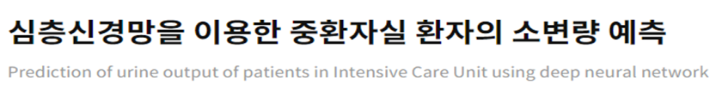 심층신경망을 이용한 중환자실 환자의 소변량 예측
Prediction of urine output of patients in Intensive Care Unit using deep neural network